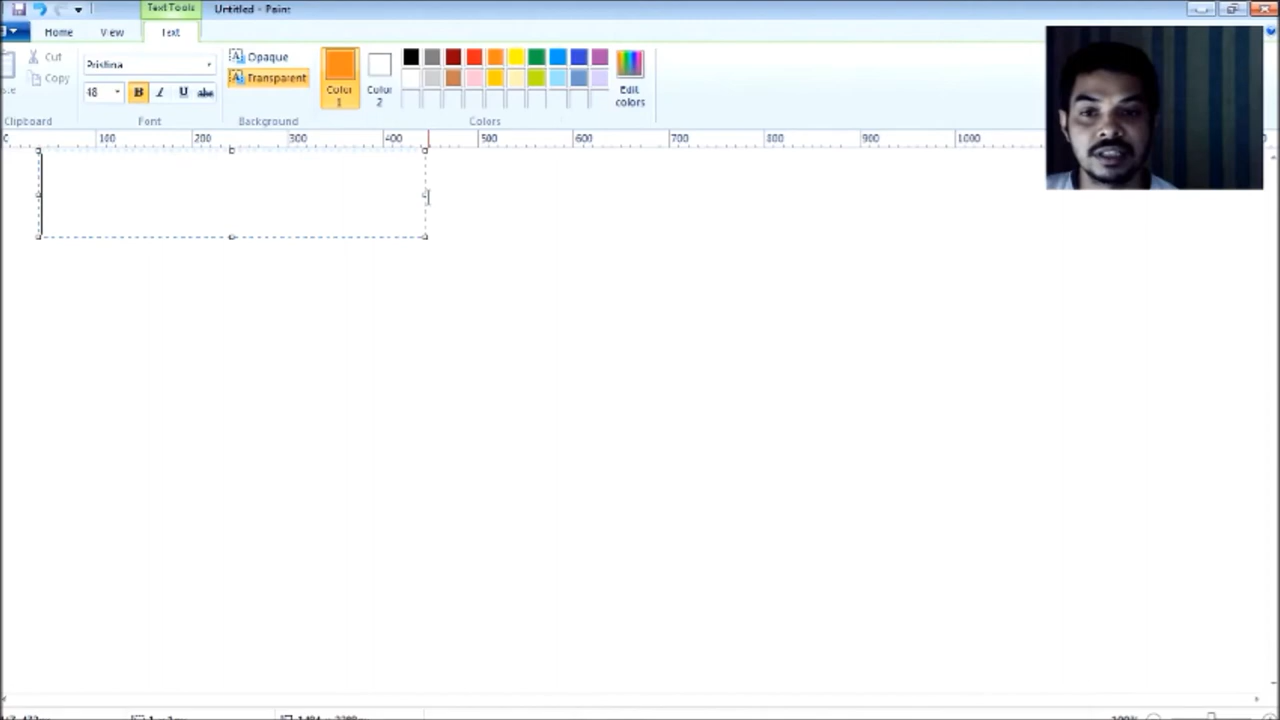 Text Tools
Untitled - Paint
Home
View
Text
Cut
Pristina
Opaque
Copy
Transparent
48
B
I
U
abc
Color
1
Color
2
Edit
colors
Clipboard
Font
Background
Colors
100
200
300
400
500
600
700
800
900
1000
100%